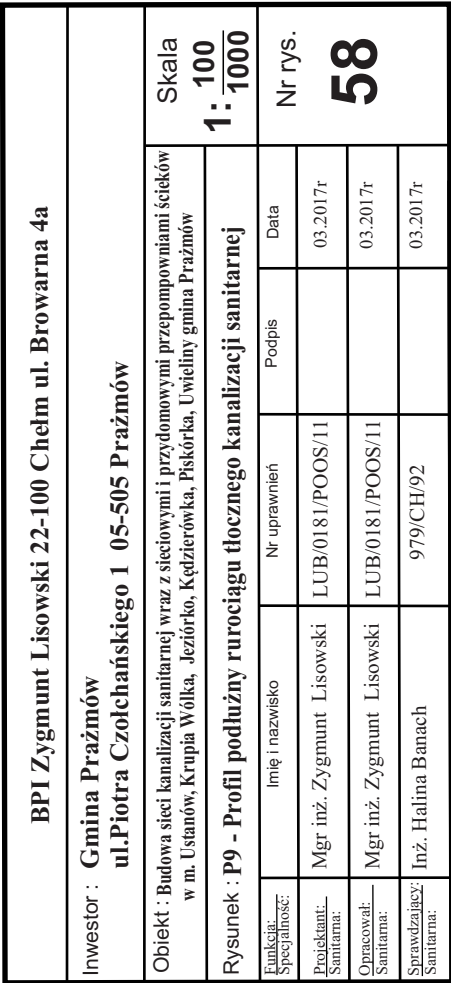 BPI Zygmunt Lisowski 22-100 Chełm ul. Browarna 4a
Inwestor : Gmina Prażmów
ul.Piotra Czołchańskiego 1 05-505 Prażmów
Obiekt : Budowa sieci kanalizacji sanitarnej wraz z sieciowymi i przydomowymi przepompowniami ścieków
w m. Ustanów, Krupia Wólka, Jeziórko, Kędzierówka, Piskórka, Uwieliny gmina Prażmów
Skala
1: 100
1000
Rysunek : P9 - Profil podłużny rurociągu tłocznego kanalizacji sanitarnej
Nr rys.
58
Funkcja:
Specjalność:
Imię i nazwisko
Nr uprawnień
Podpis
Data
Projektant:
Sanitarna:
Mgr inż. Zygmunt Lisowski
LUB/0181/POOS/11
03.2017r
Opracował:
Sanitarna:
Mgr inż. Zygmunt Lisowski
LUB/0181/POOS/11
03.2017r
Sprawdzający:
Sanitarna:
Inż. Halina Banach
979/CH/92
03.2017r